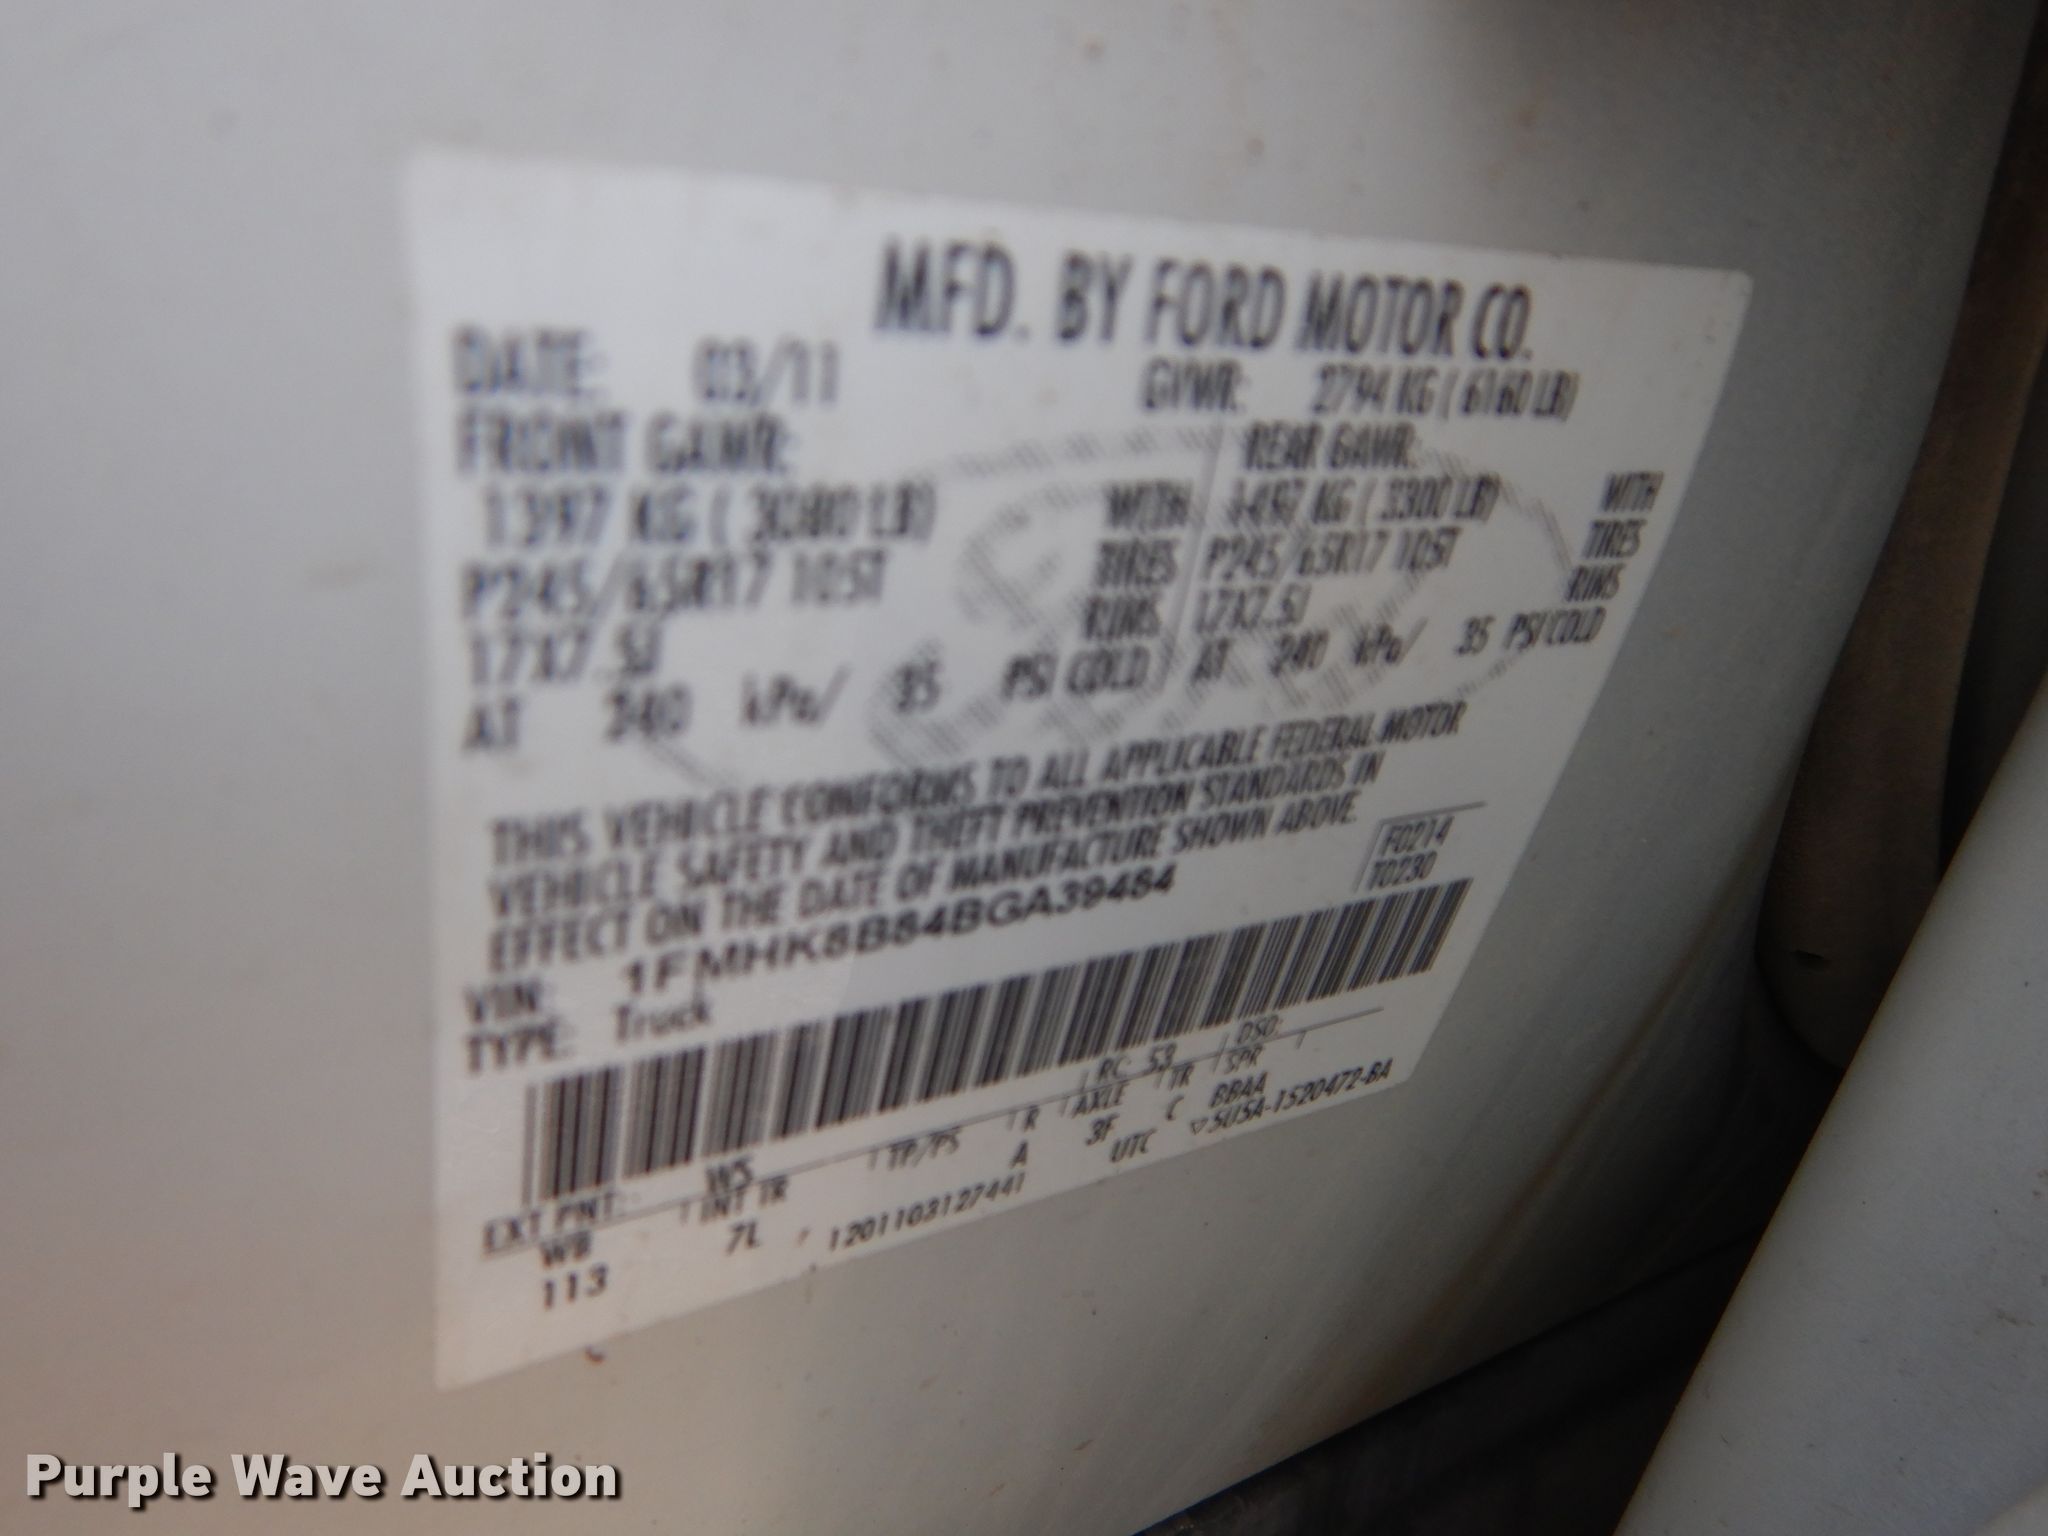 MFD. BY FORD MOTOR CO.
DATE: 03/11 GVWR: 2794 KG ( 6160 LB)
FRONT GAWR: REAR GAWR:
1397 KG ( 3080 LB) WITH 1497 KG ( 3300 LB) WITH
P245/65R17 105T TIRES P245/65R17 105T TIRES
17X7.5J RIMS 17X7.5J RIMS
AT 240 kPa/ 35 PSI COLD AT 240 kPa/ 35 PSI COLD
THIS VEHICLE CONFORMS TO ALL APPLICABLE FEDERAL MOTOR
VEHICLE SAFETY AND THEFT PREVENTION STANDARDS IN
EFFECT ON THE DATE OF MANUFACTURE SHOWN ABOVE.
VIN: 1FMHK8B84BGA39484 F0214
TYPE: Truck T0230
EXT PNT: WS RC: 53 DSO:
WB INT TR TP/PS R AXLE TR SPR
113 7L A 3F C BBAA
1201103127441 UTC ▽5U5A-1520472-BA
Purple Wave Auction